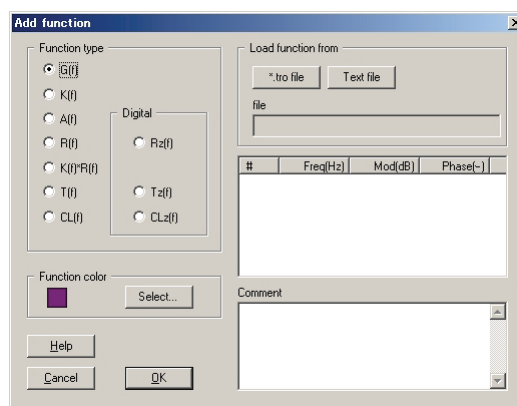 Add function
Function type
G(f)
K(f)
A(f)
R(f)
K(f)*R(f)
T(f)
CL(f)
Digital
Rz(f)
Tz(f)
CLz(f)
Function color
Select...
Help
Cancel
OK
Load function from
*.tro file
Text file
file
# Freq(Hz) Mod(dB) Phase(-)
Comment